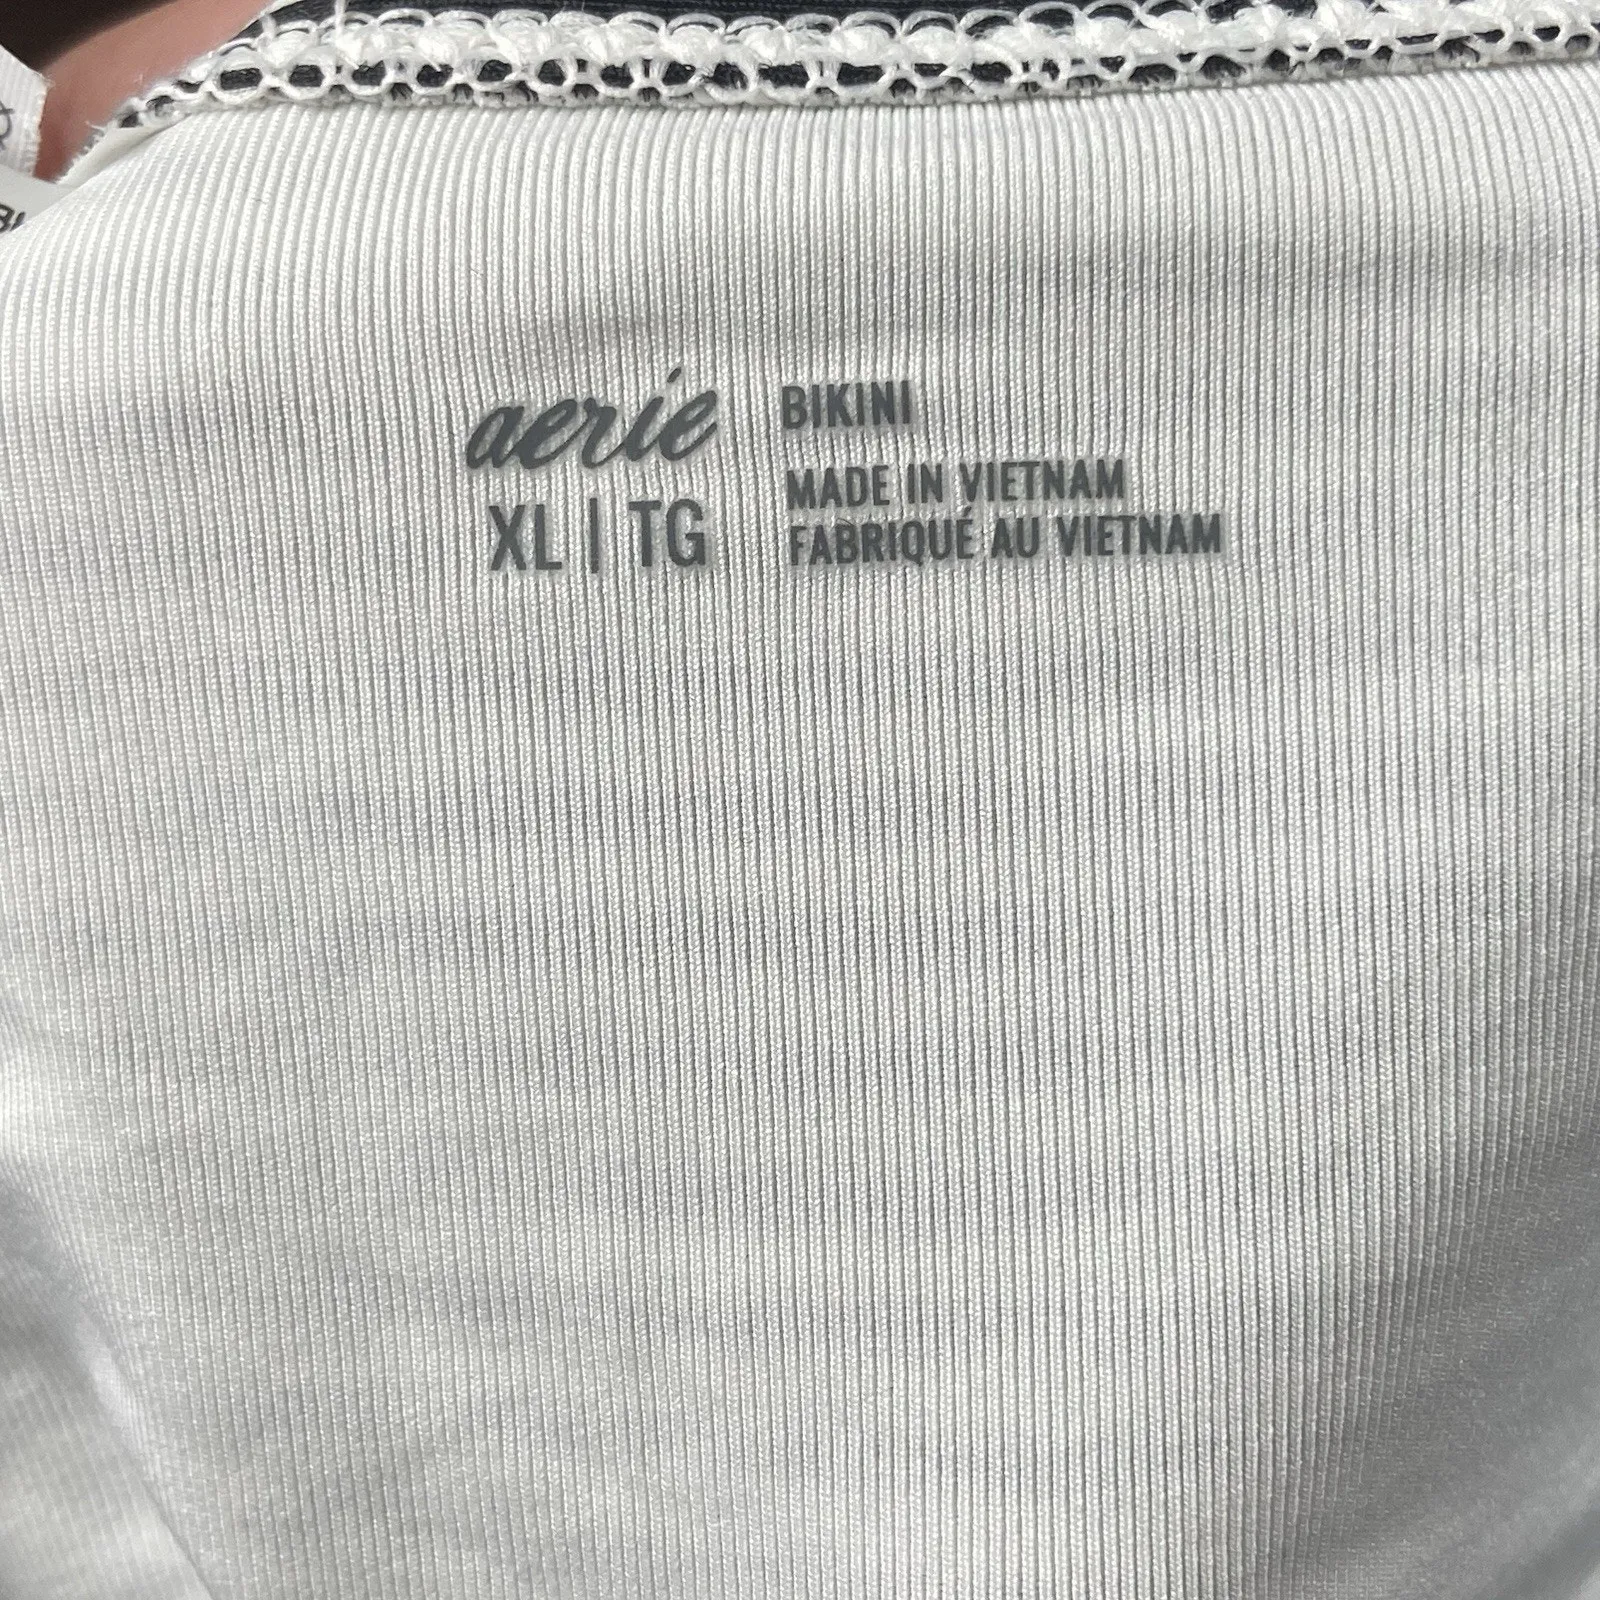 aerie
XL | TG
BIKINI
MADE IN VIETNAM
FABRIQUÉ AU VIETNAM